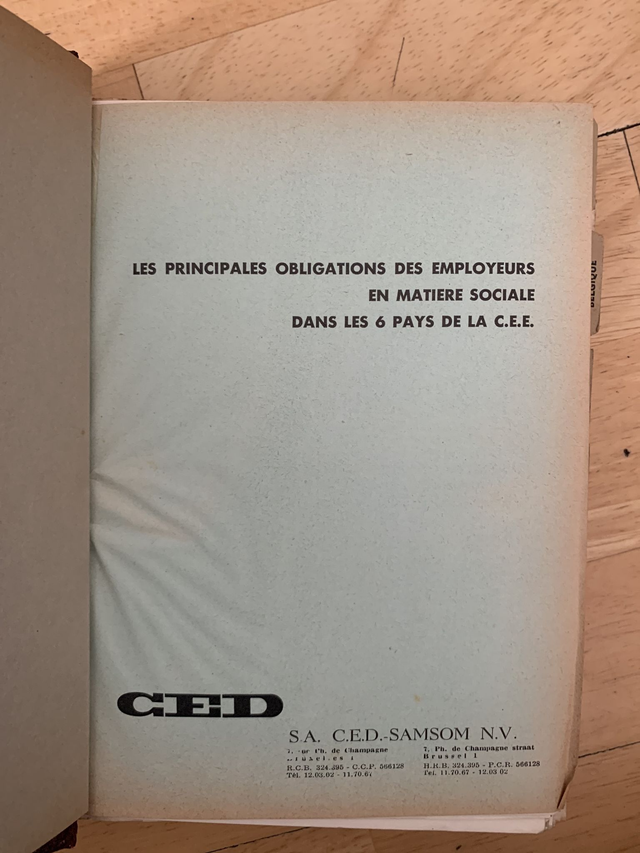 LES PRINCIPALES OBLIGATIONS DES EMPLOYEURS
EN MATIERE SOCIALE
DANS LES 6 PAYS DE LA C.E.E.
BELGIQUE
CED
S.A. C.E.D.-SAMSOM N.V.
7. Ph. de Champagne
R.C.B. 324.395 - C.C.P. 566128
Tél. 12.03.02 - 11.70.67
7, Ph. de Champagne straat
Brussel 1
H.R.B. 324.395 - P.C.R. 566128
Tel. 11.70.67 - 12.03 02